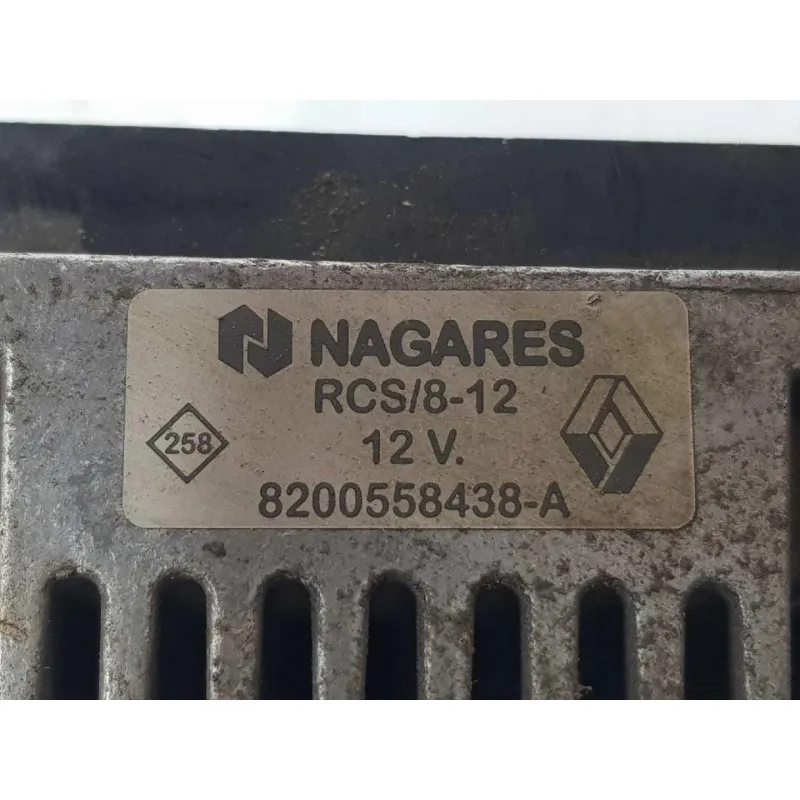 NAGARES
RCS/8-12
258
12 V.
8200558438-A